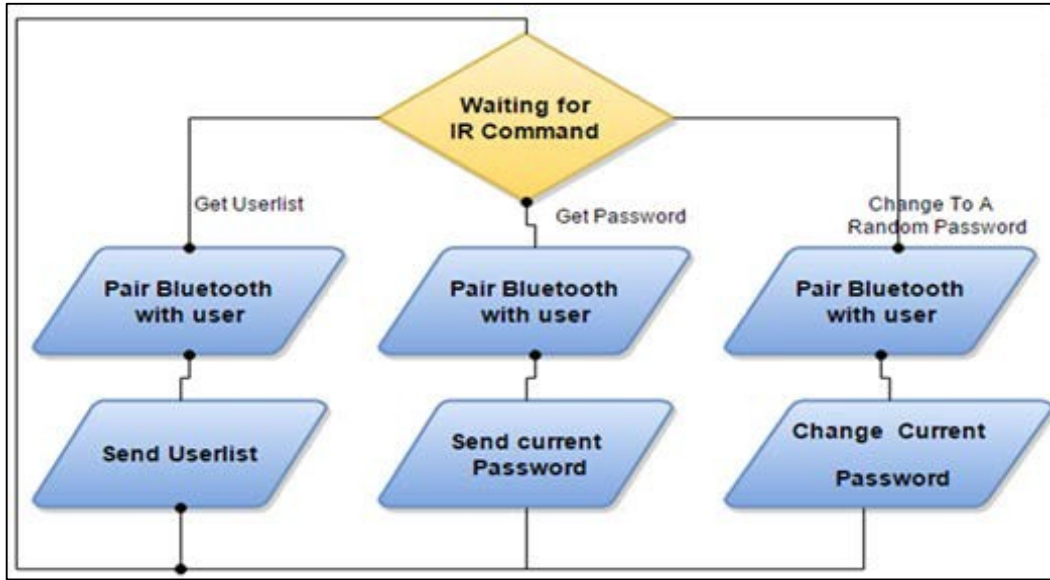 Waiting for
IR Command
Get Userlist
Get Password
Change To A
Random Password
Pair Bluetooth
with user
Pair Bluetooth
with user
Pair Bluetooth
with user
Send Userlist
Send current
Password
Change Current
Password